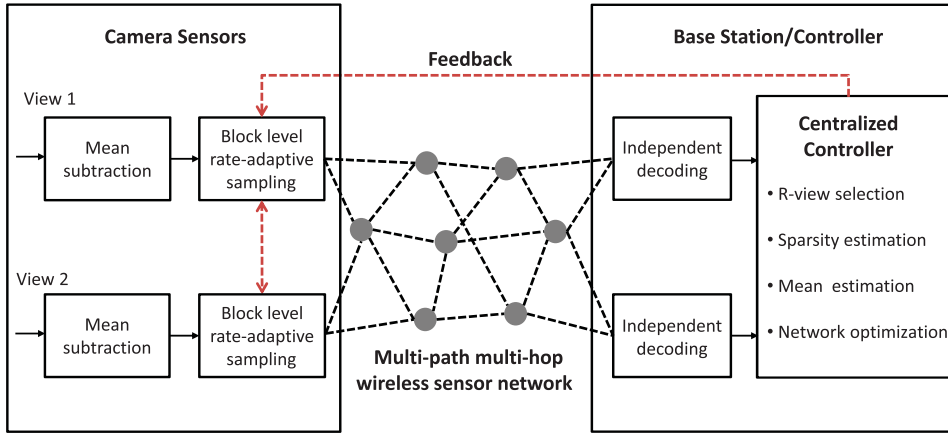 Camera Sensors
Base Station/Controller
Feedback
View 1
Mean
subtraction
Block level
rate-adaptive
sampling
Independent
decoding
Centralized
Controller
• R-view selection
• Sparsity estimation
• Mean estimation
• Network optimization
View 2
Mean
subtraction
Block level
rate-adaptive
sampling
Multi-path multi-hop
wireless sensor network
Independent
decoding